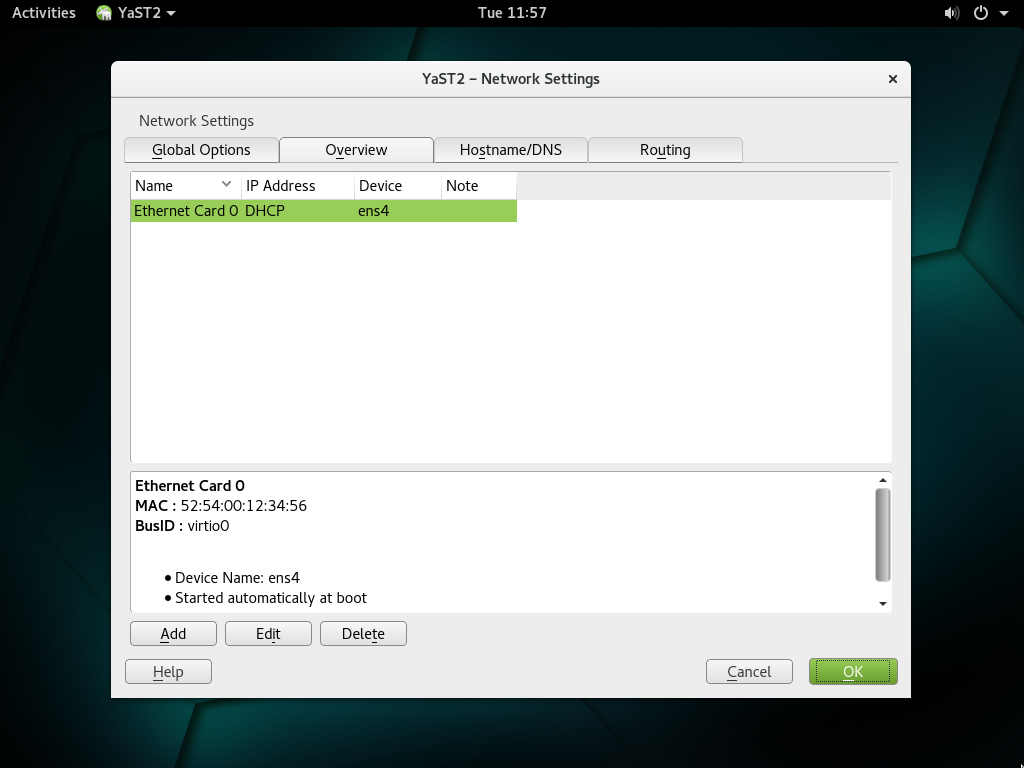 Activities YaST2 Tue 11:57
YaST2 – Network Settings
Network Settings
Global Options Overview Hostname/DNS Routing
Name IP Address Device Note
Ethernet Card 0 DHCP ens4
Ethernet Card 0
MAC : 52:54:00:12:34:56
BusID : virtio0
• Device Name: ens4
• Started automatically at boot
Add Edit Delete
Help Cancel OK